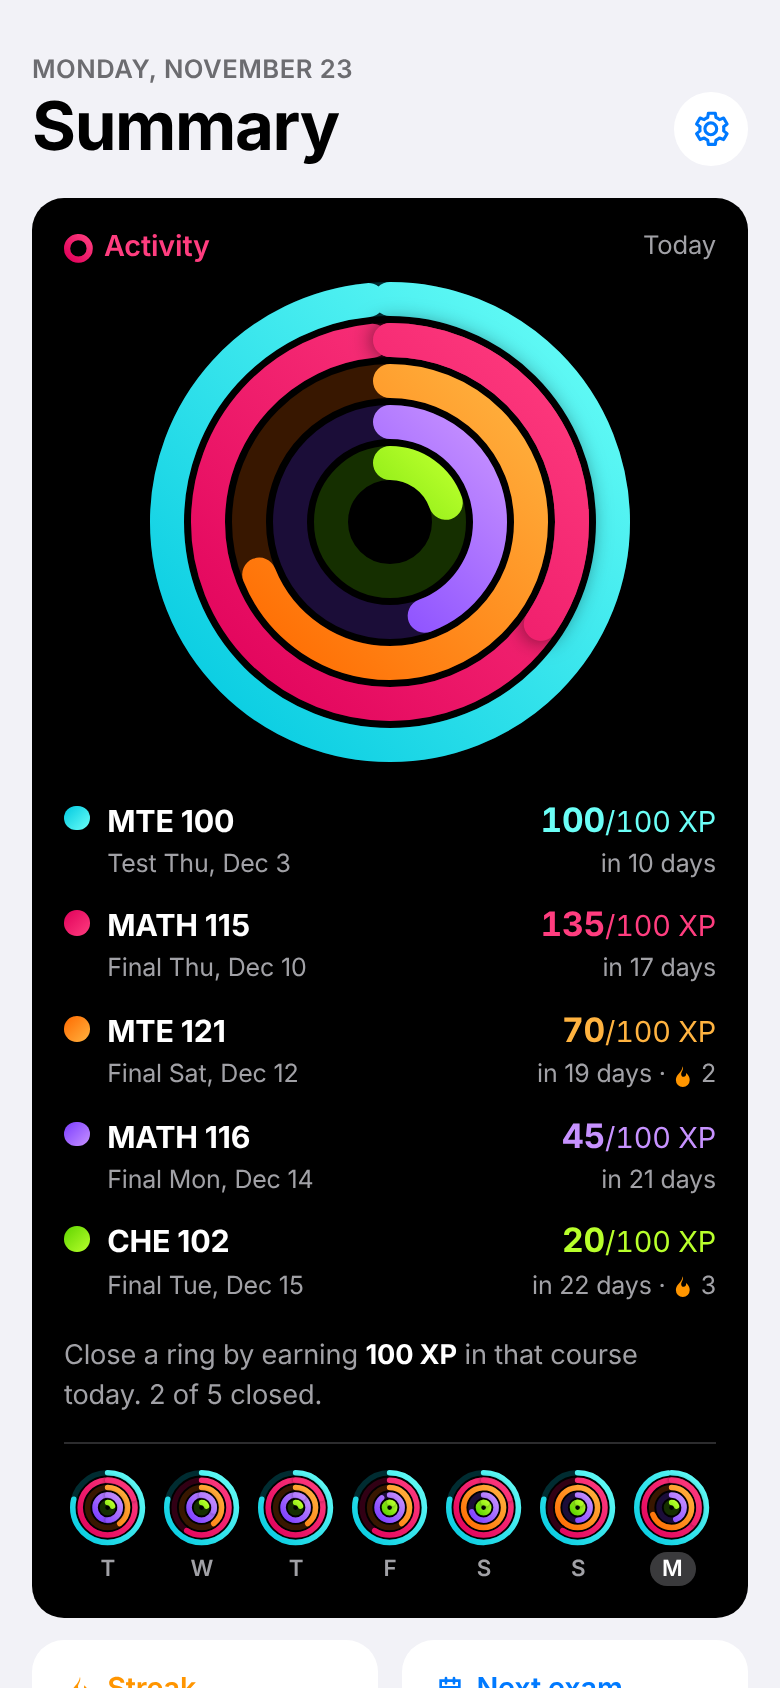 MONDAY, NOVEMBER 23
Summary
Activity
Today
MTE 100
100/100 XP
Test Thu, Dec 3
in 10 days
MATH 115
135/100 XP
Final Thu, Dec 10
in 17 days
MTE 121
70/100 XP
Final Sat, Dec 12
in 19 days · 2
MATH 116
45/100 XP
Final Mon, Dec 14
in 21 days
CHE 102
20/100 XP
Final Tue, Dec 15
in 22 days · 3
Close a ring by earning 100 XP in that course
today. 2 of 5 closed.
T W T F S S M
Streak
Next exam